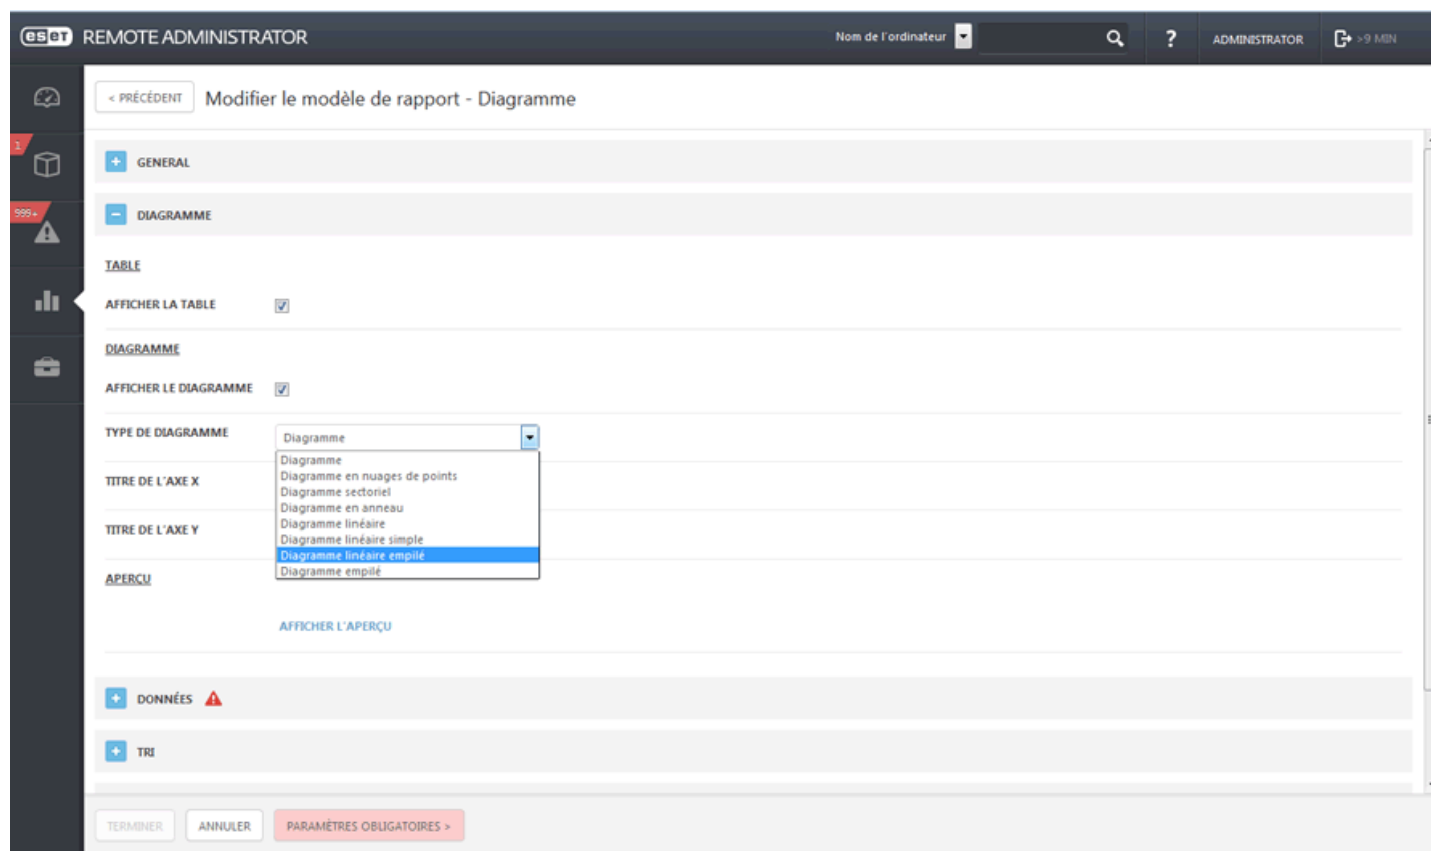 eset REMOTE ADMINISTRATOR
Nom de l'ordinateur
?
ADMINISTRATOR
>9 MIN
< PRÉCÉDENT
Modifier le modèle de rapport - Diagramme
1
GENERAL
999+
DIAGRAMME
TABLE
AFFICHER LA TABLE
DIAGRAMME
AFFICHER LE DIAGRAMME
TYPE DE DIAGRAMME
Diagramme
Diagramme
Diagramme en nuages de points
Diagramme sectoriel
Diagramme en anneau
Diagramme linéaire
Diagramme linéaire simple
Diagramme linéaire empilé
Diagramme empilé
TITRE DE L'AXE X
TITRE DE L'AXE Y
APERÇU
AFFICHER L'APERÇU
DONNÉES
TRI
TERMINER
ANNULER
PARAMÈTRES OBLIGATOIRES >